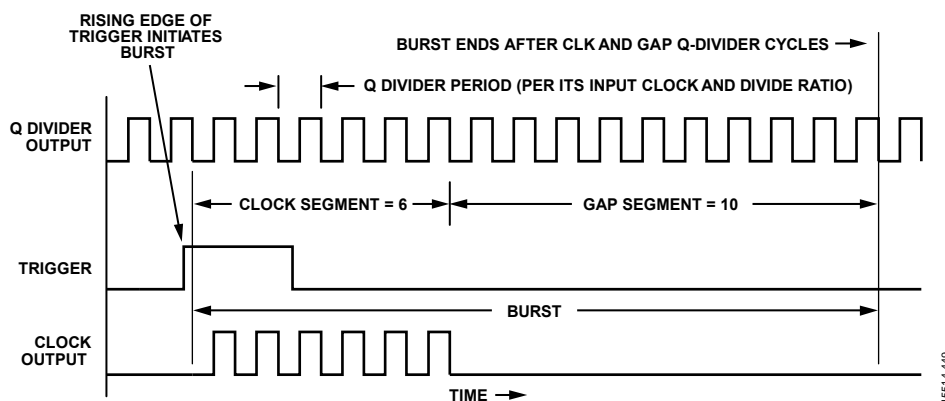 RISING EDGE OF
TRIGGER INITIATES
BURST
BURST ENDS AFTER CLK AND GAP Q-DIVIDER CYCLES
Q DIVIDER PERIOD (PER ITS INPUT CLOCK AND DIVIDE RATIO)
Q DIVIDER
OUTPUT
CLOCK SEGMENT = 6
GAP SEGMENT = 10
TRIGGER
BURST
CLOCK
OUTPUT
TIME